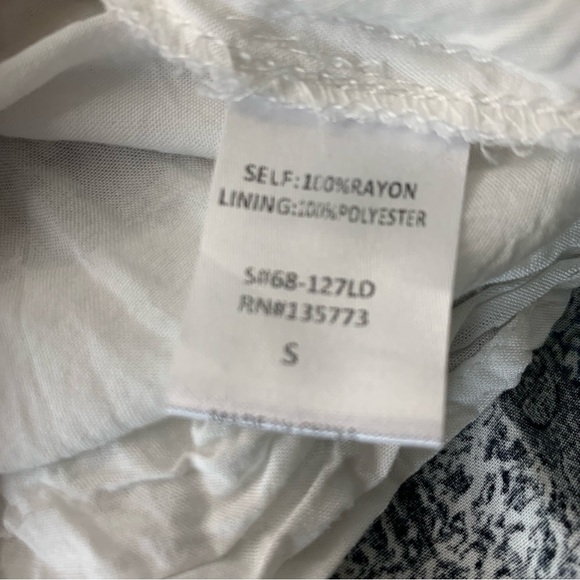 SELF:100%RAYON
LINING:100%POLYESTER
S#68-127LD
RN#135773
S